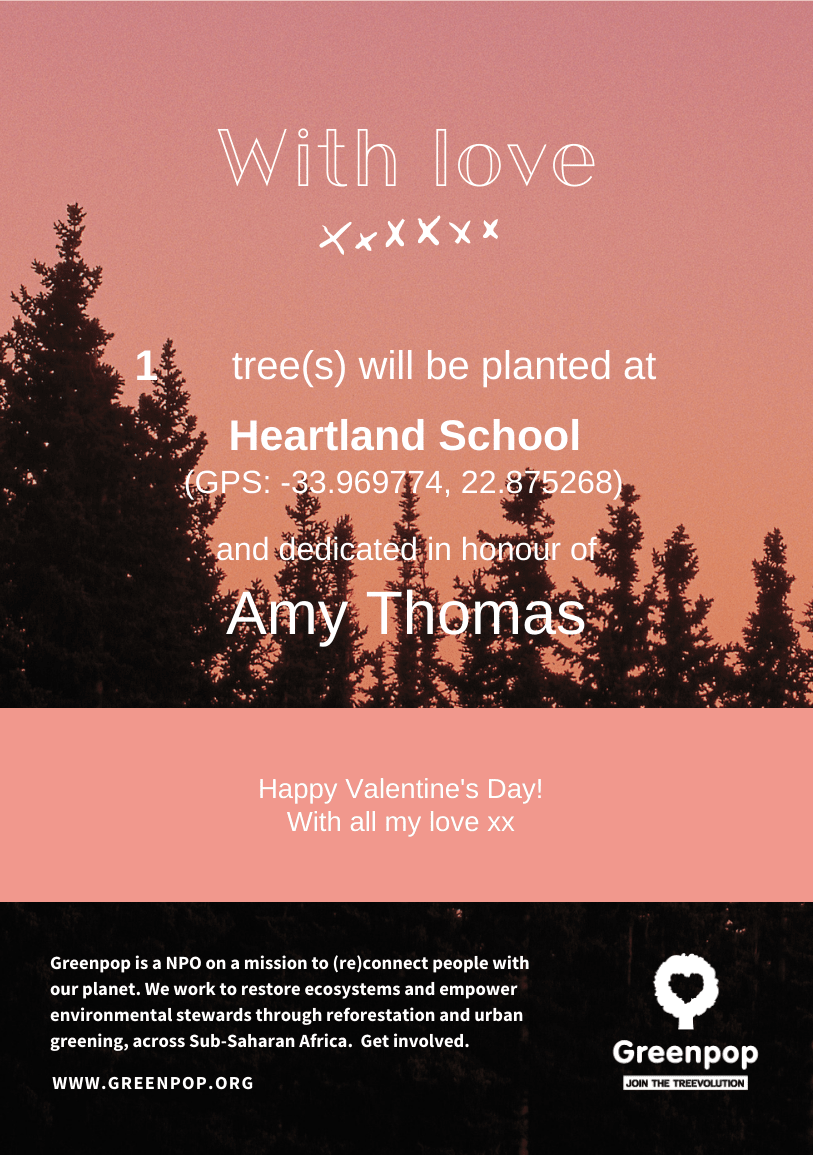 With love
xxxxxx
1 tree(s) will be planted at
Heartland School
(GPS: -33.969774, 22.875268)
and dedicated in honour of
Amy Thomas
Happy Valentine's Day!
With all my love xx
Greenpop is a NPO on a mission to (re)connect people with
our planet. We work to restore ecosystems and empower
environmental stewards through reforestation and urban
greening, across Sub-Saharan Africa. Get involved.
WWW.GREENPOP.ORG
Greenpop
JOIN THE TREEVOLUTION